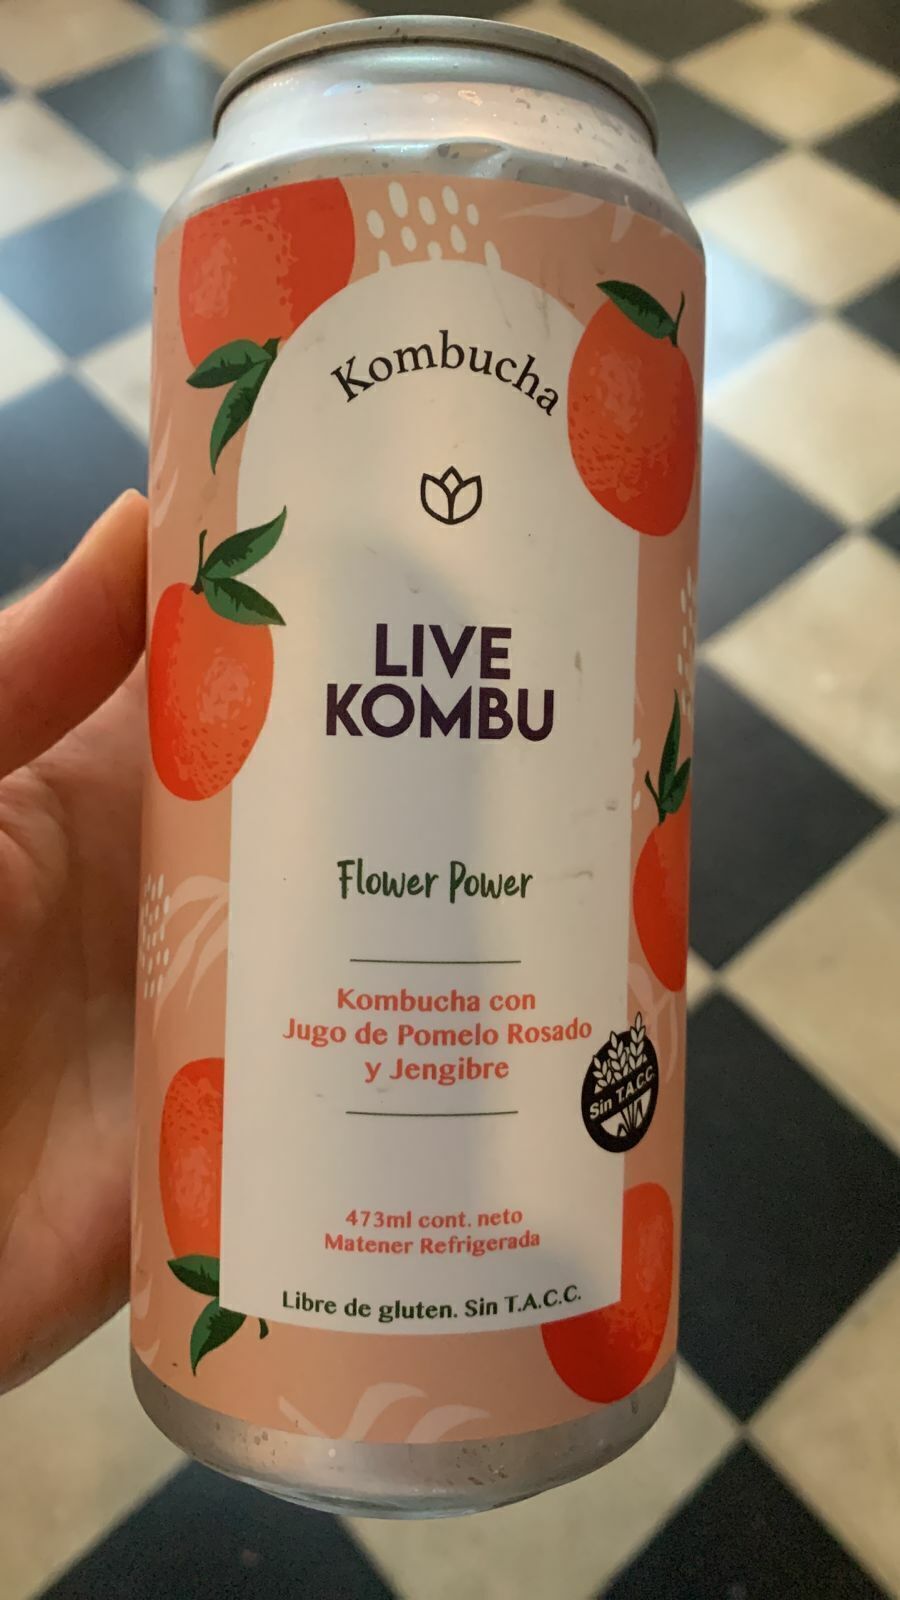 Kombucha
LIVE
KOMBU
Flower Power
Kombucha con
Jugo de Pomelo Rosado
y Jengibre
Sin T.A.C.C.
473ml cont. neto
Matener Refrigerada
Libre de gluten. Sin T.A.C.C.